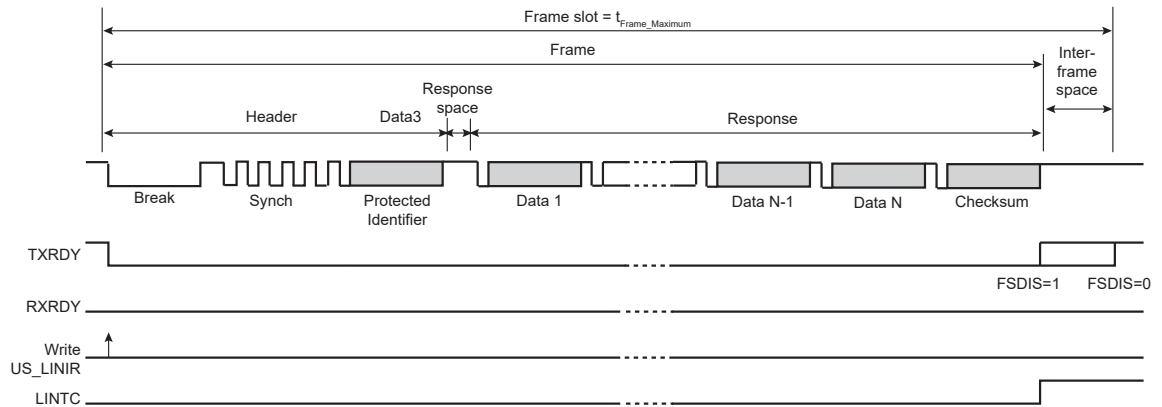 Frame slot = tFrame_Maximum
Frame
Inter-
frame
space
Response
space
Header
Data3
Response
Break
Synch
Protected
Identifier
Data 1
Data N-1
Data N
Checksum
TXRDY
FSDIS=1
FSDIS=0
RXRDY
Write
US_LINIR
LINTC